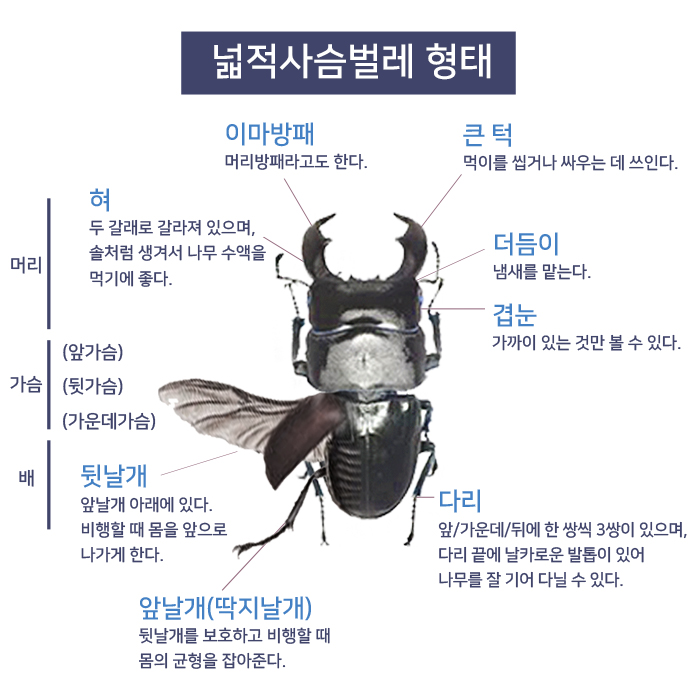 넓적사슴벌레 형태
이마방패
머리방패라고도 한다.
큰 턱
먹이를 씹거나 싸우는 데 쓰인다.
혀
두 갈래로 갈라져 있으며,
솔처럼 생겨서 나무 수액을
먹기에 좋다.
머리
더듬이
냄새를 맡는다.
겹눈
가까이 있는 것만 볼 수 있다.
가슴
(앞가슴)
(뒷가슴)
(가운데가슴)
배
뒷날개
앞날개 아래에 있다.
비행할 때 몸을 앞으로
나가게 한다.
다리
앞/가운데/뒤에 한 쌍씩 3쌍이 있으며,
다리 끝에 날카로운 발톱이 있어
나무를 잘 기어 다닐 수 있다.
앞날개(딱지날개)
뒷날개를 보호하고 비행할 때
몸의 균형을 잡아준다.